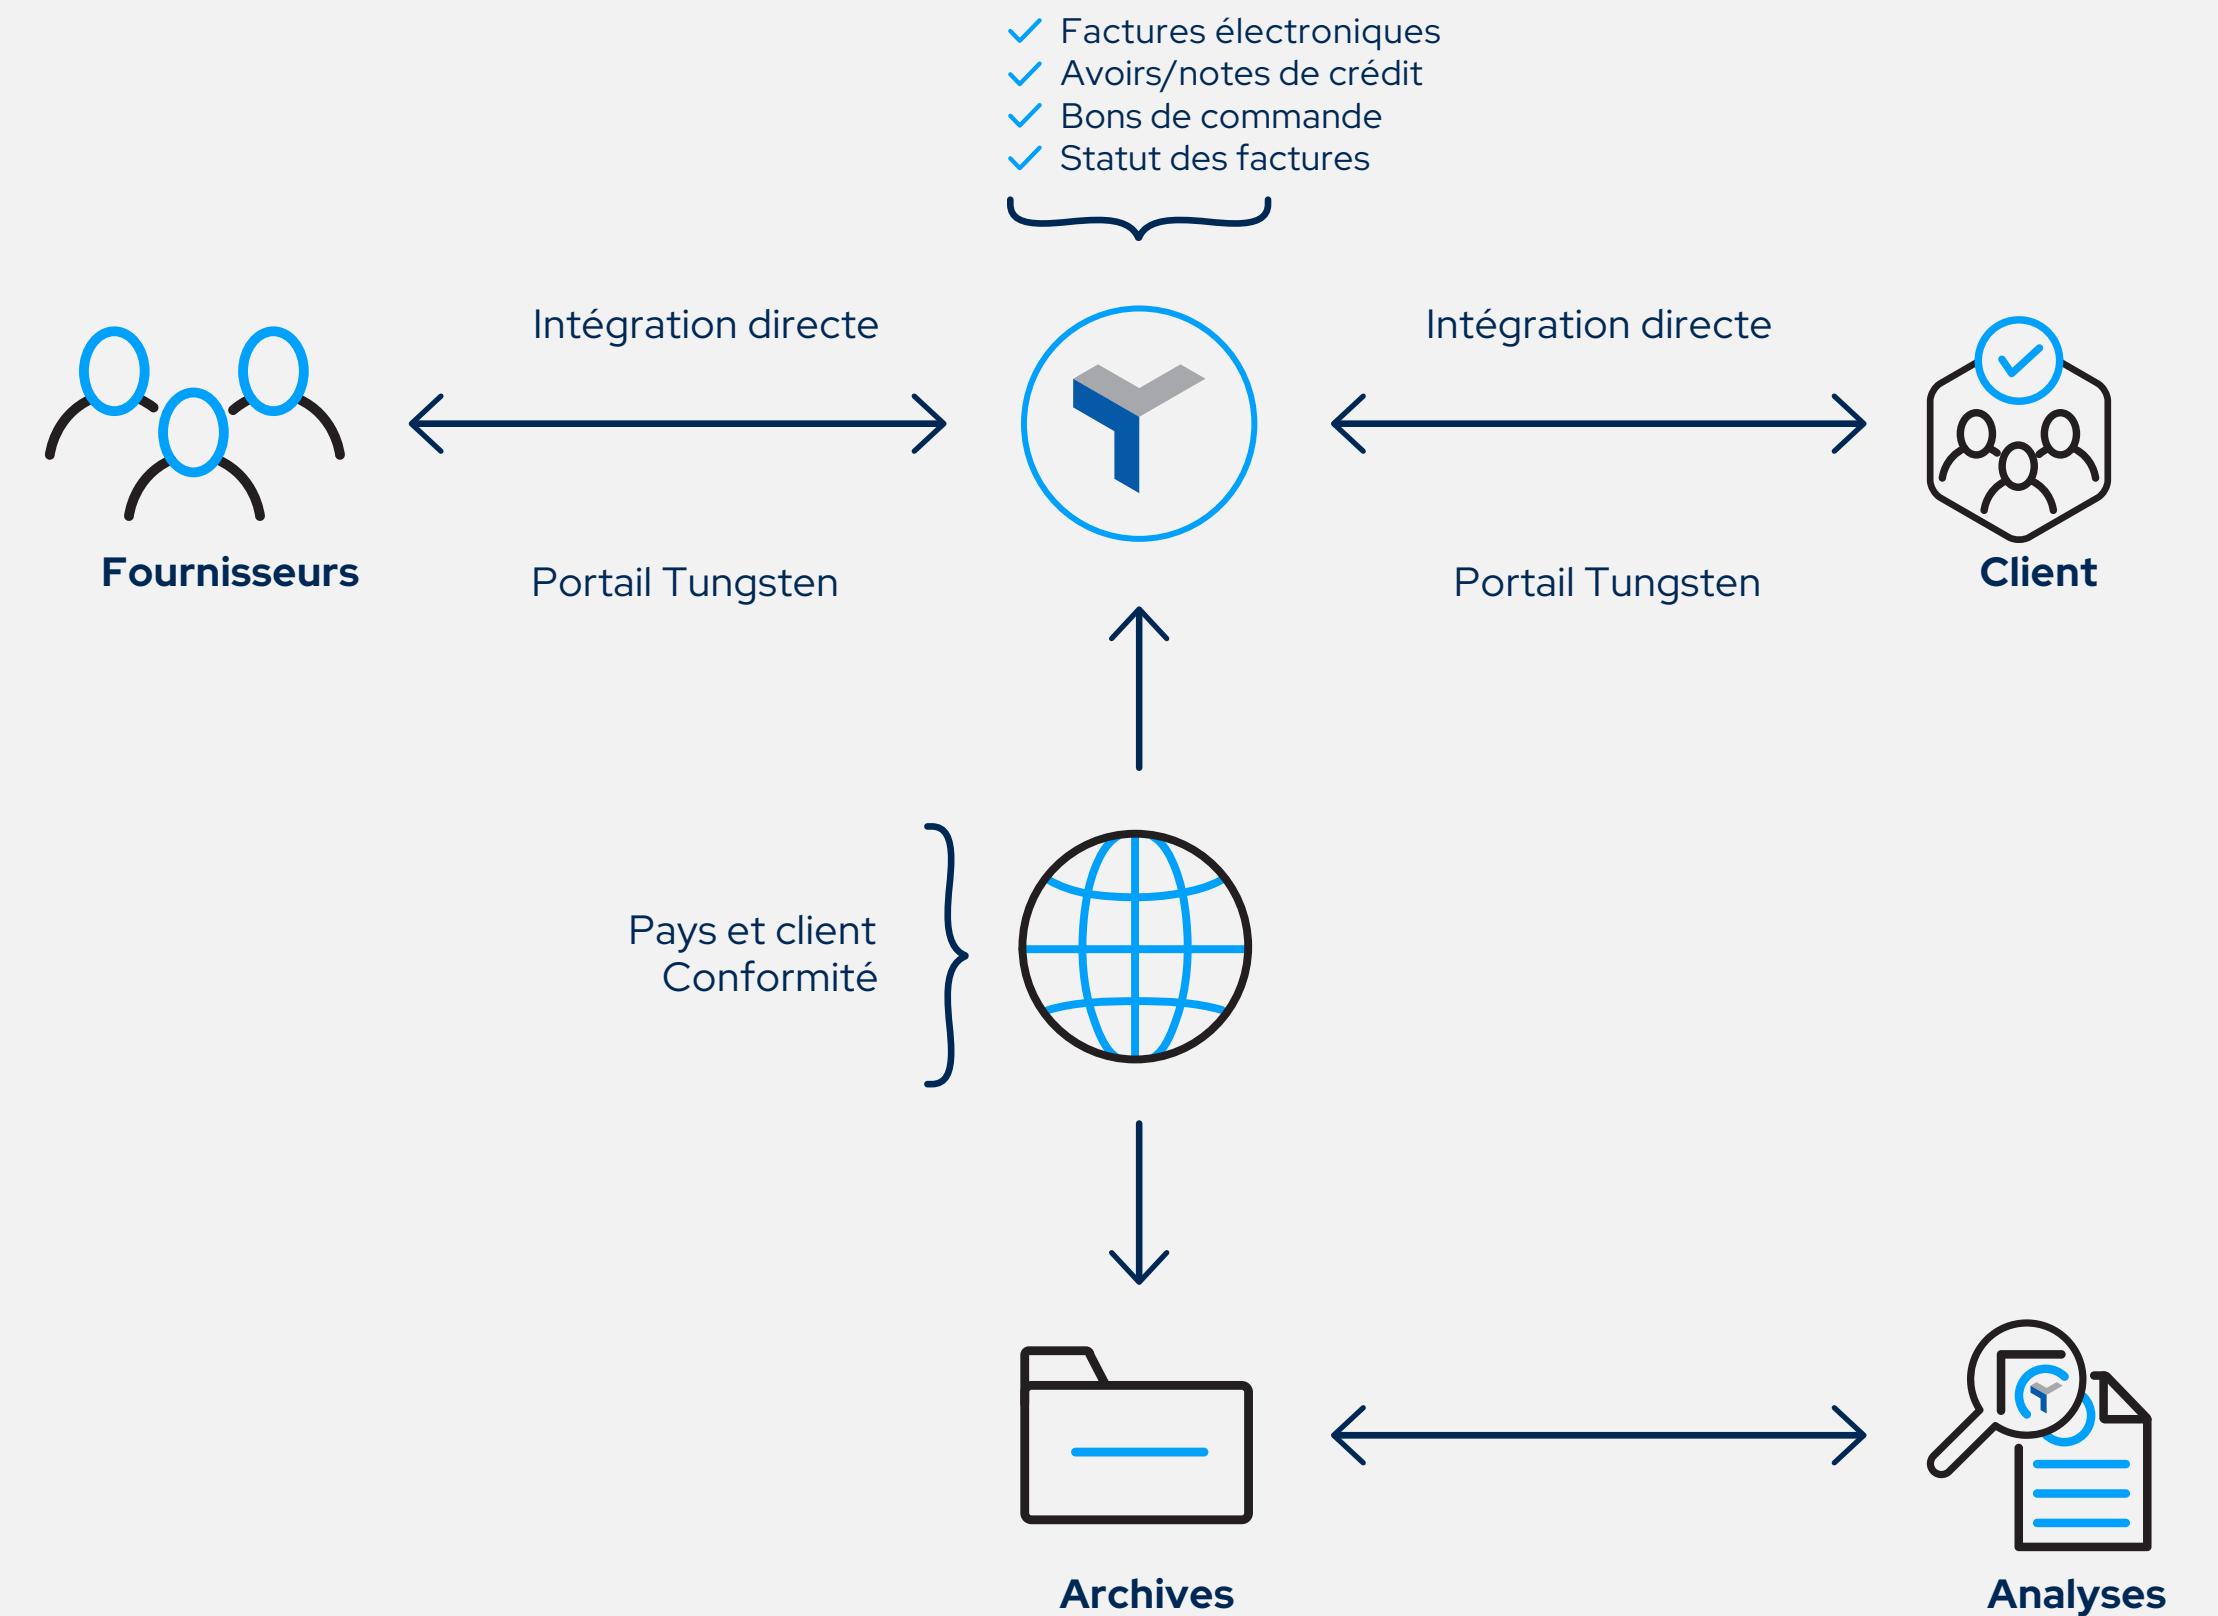 Factures électroniques
Avoirs/notes de crédit
Bons de commande
Statut des factures
Intégration directe
Intégration directe
Fournisseurs
Portail Tungsten
Portail Tungsten
Client
Pays et client
Conformité
Archives
Analyses